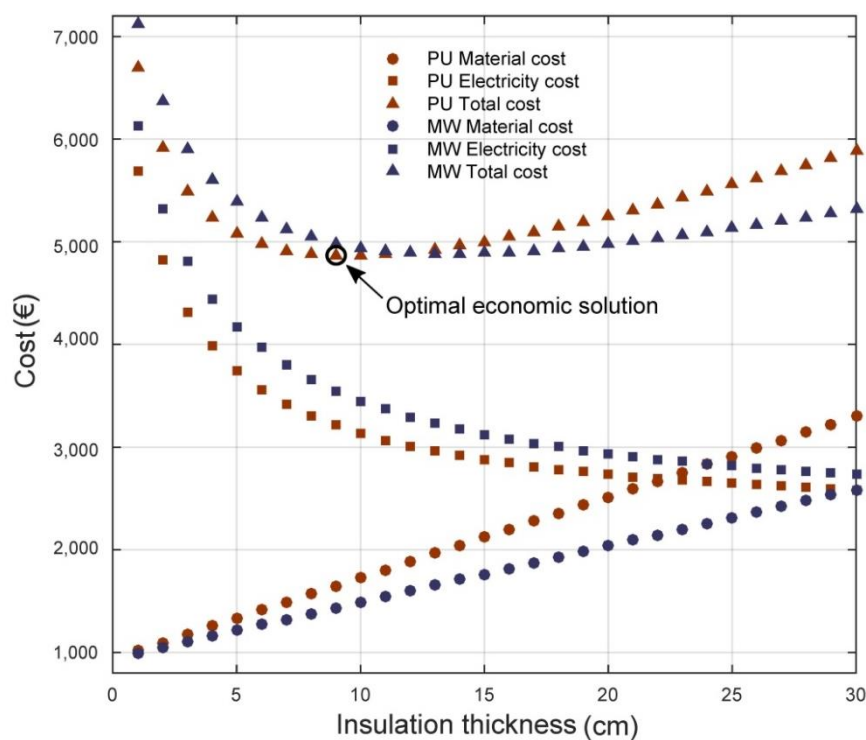 7,000
6,000
5,000
4,000
3,000
2,000
1,000
Cost(€)
PU Material cost
PU Electricity cost
PU Total cost
MW Material cost
MW Electricity cost
MW Total cost
Optimal economic solution
0 5 10 15 20 25 30
Insulation thickness (cm)